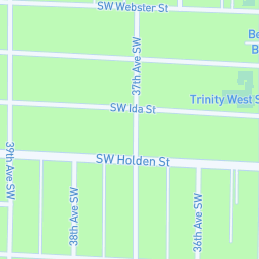 SW Webster St
37th Ave SW
Be
B
Trinity West S
SW Ida St
39th Ave SW
SW Holden St
38th Ave SW
36th Ave SW